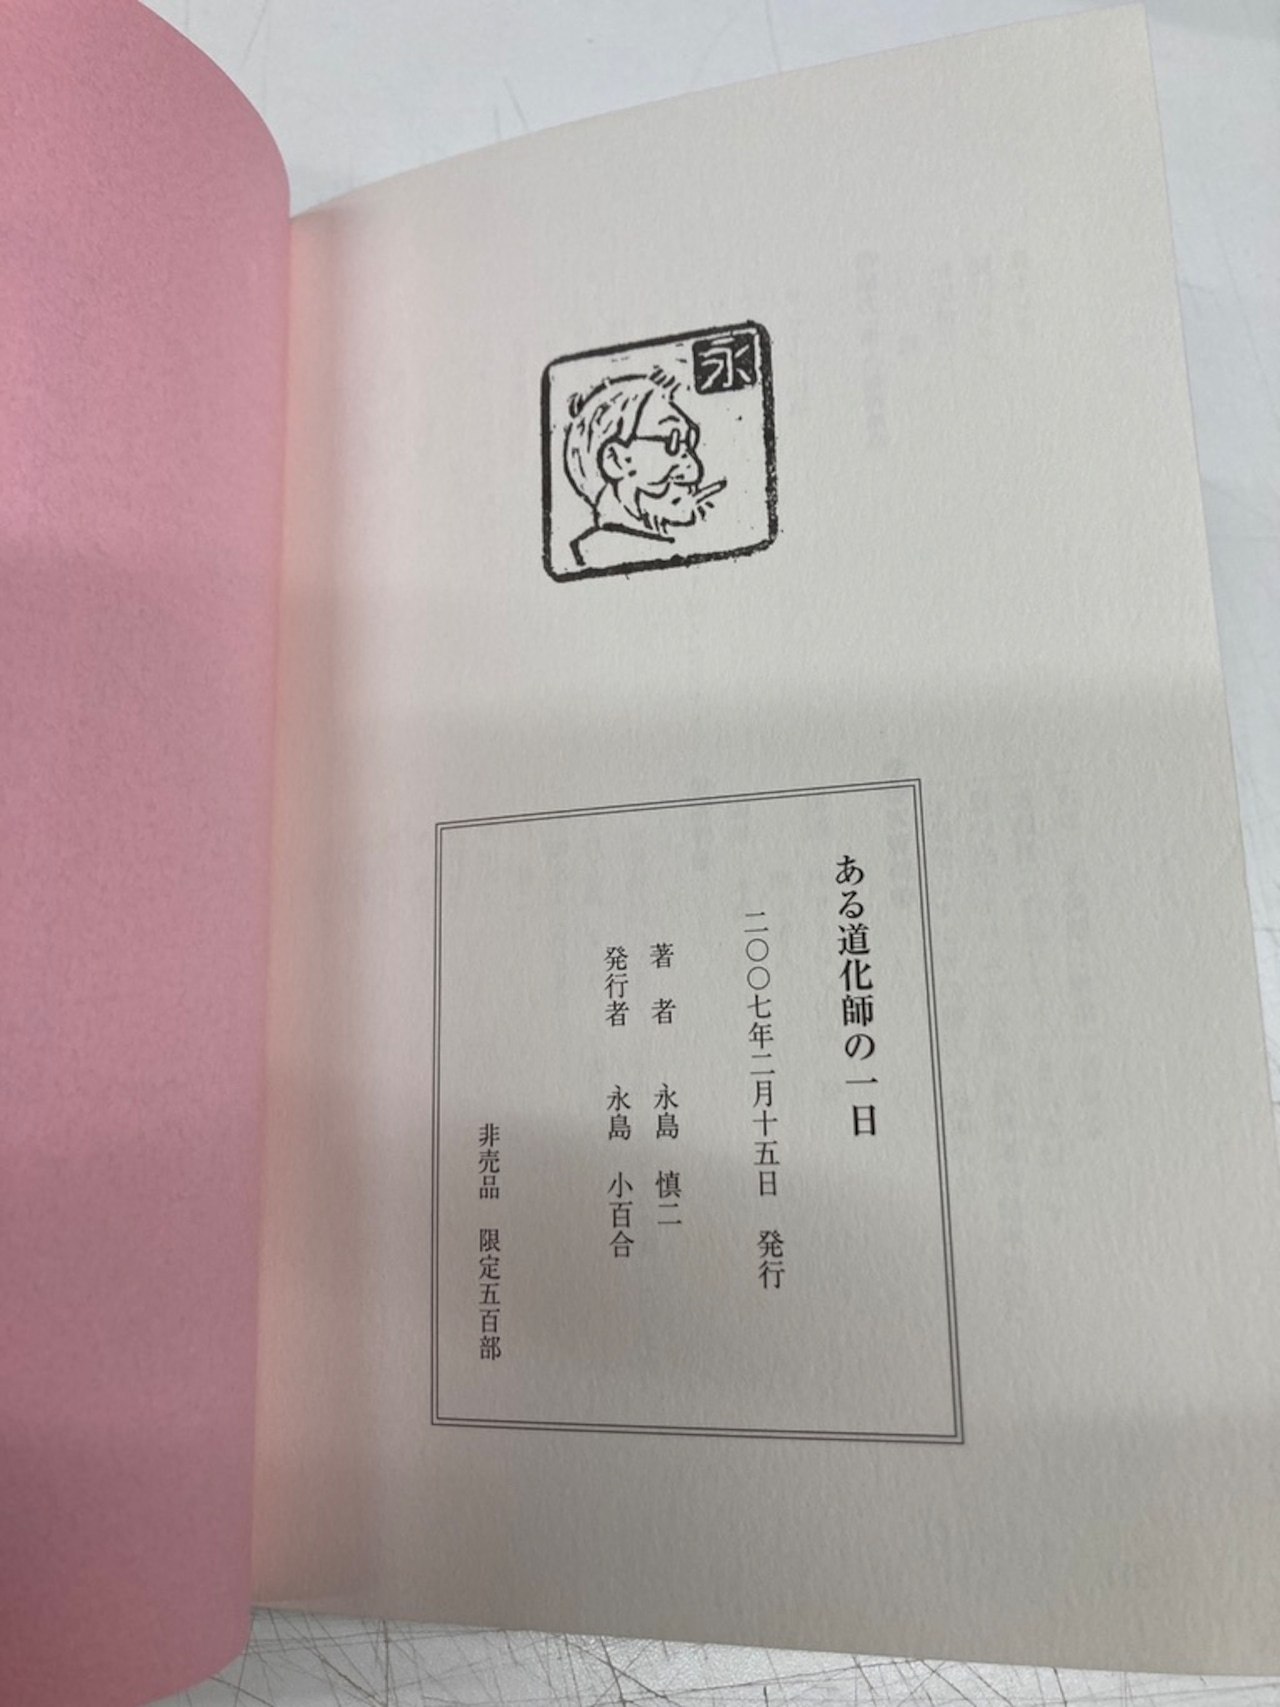 永
ある道化師の一日
二〇〇七年二月十五日 発行
著者 永島 慎二
発行者 永島 小百合
非売品 限定五百部